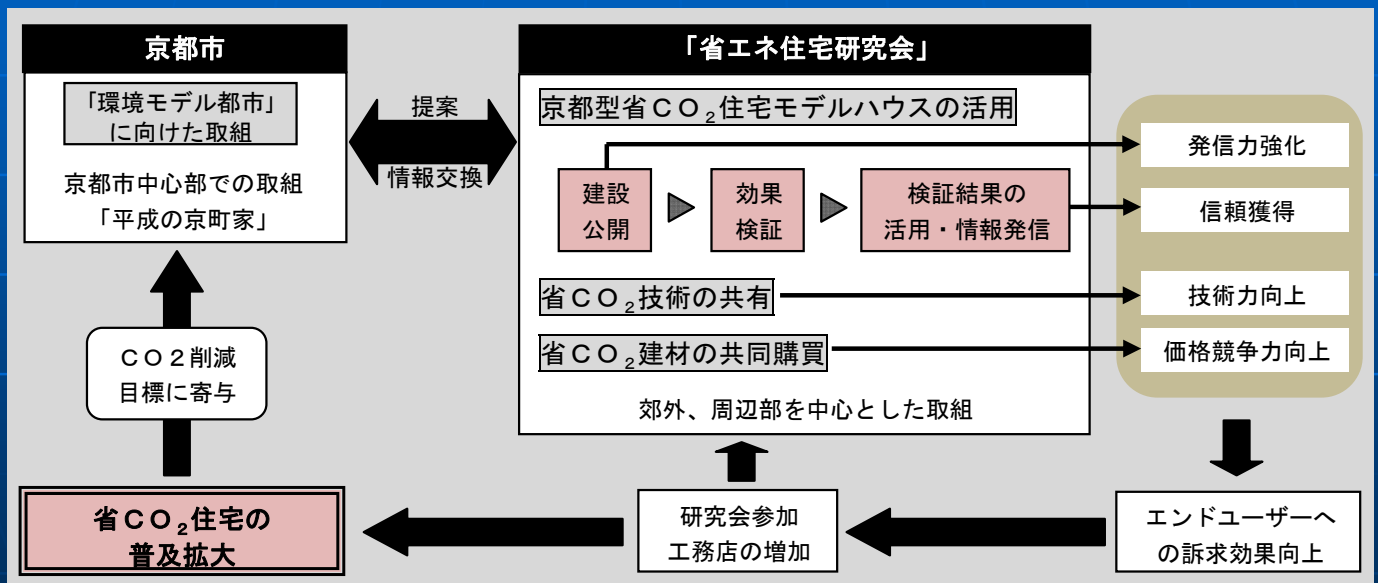 京都市
「環境モデル都市」
に向けた取組
京都市中心部での取組
「平成の京町家」
提案
情報交換
「省エネ住宅研究会」
京都型省ＣＯ₂住宅モデルハウスの活用
建設
公開
効果
検証
検証結果の
活用・情報発信
省ＣＯ₂技術の共有
省ＣＯ₂建材の共同購買
郊外、周辺部を中心とした取組
発信力強化
信頼獲得
技術力向上
価格競争力向上
エンドユーザーへ
の訴求効果向上
研究会参加
工務店の増加
省ＣＯ₂住宅の
普及拡大
ＣＯ２削減
目標に寄与